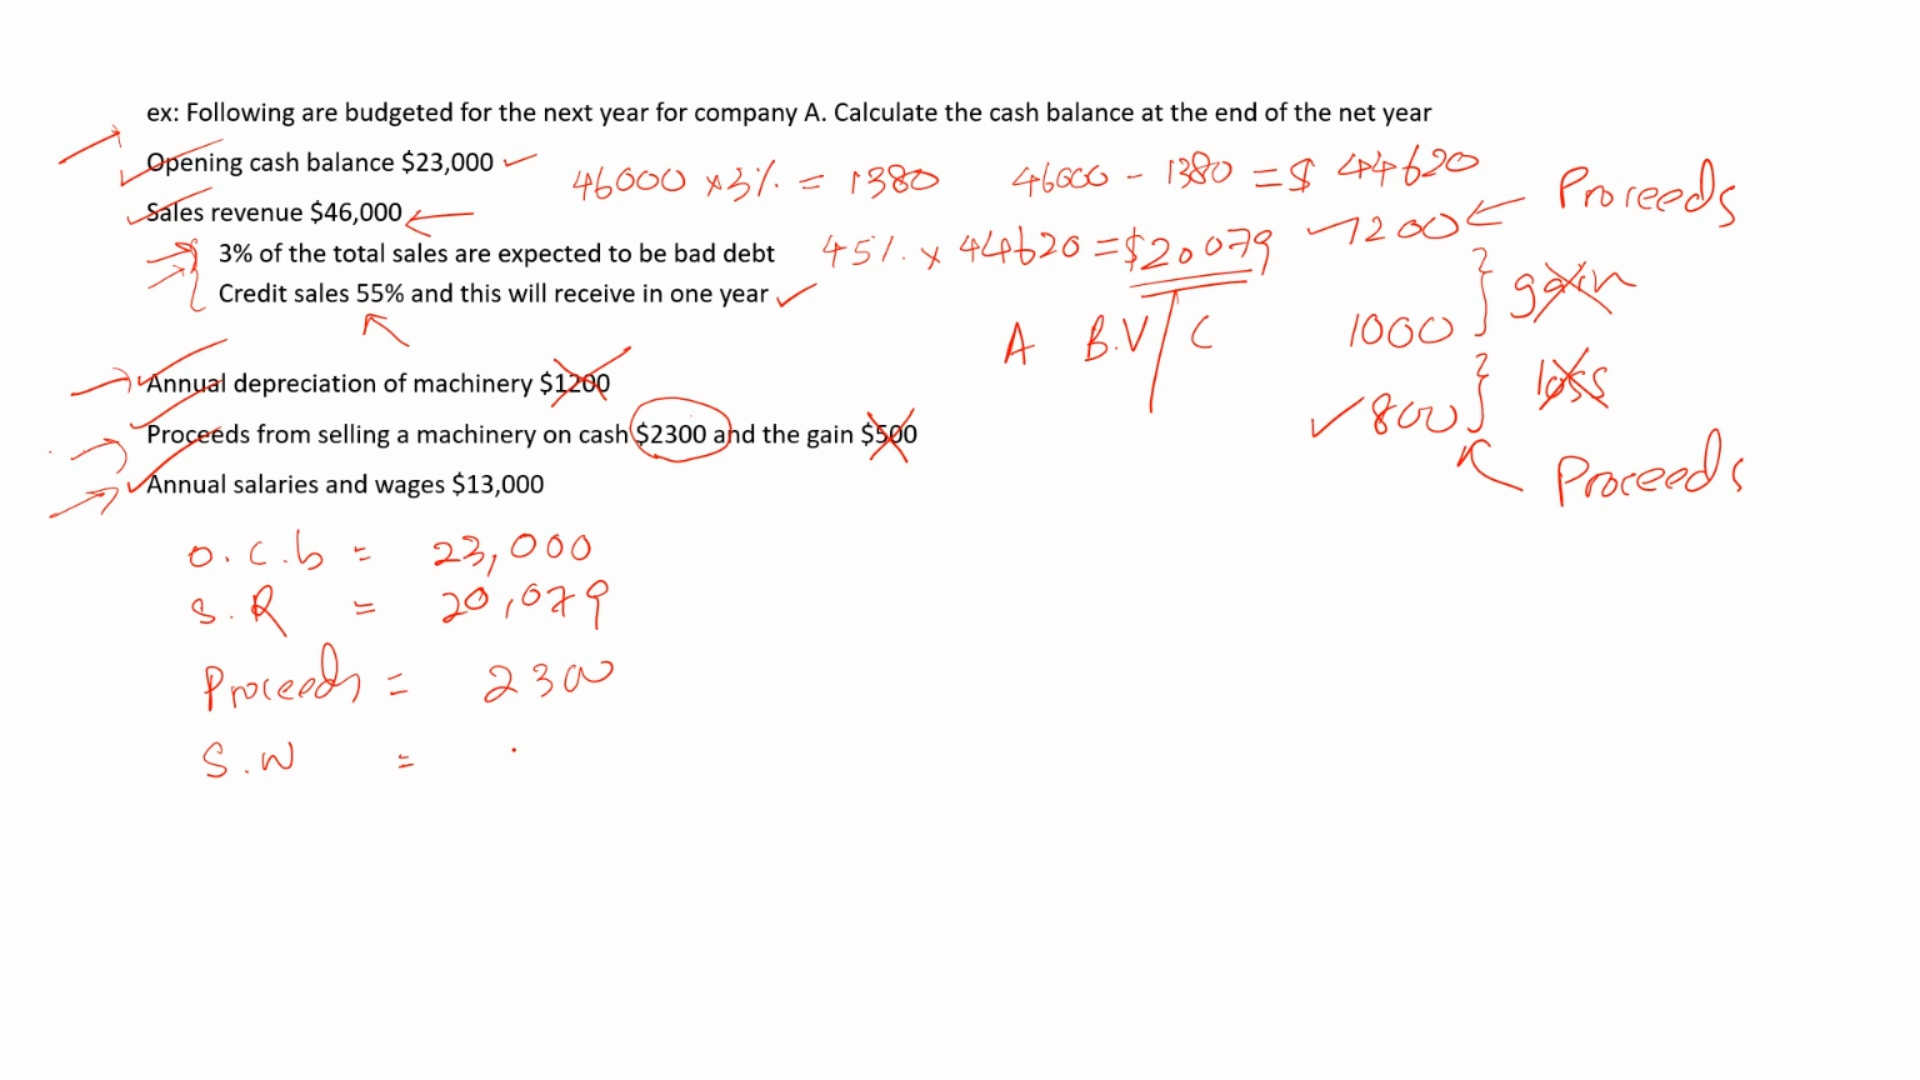 ex: Following are budgeted for the next year for company A. Calculate the cash balance at the end of the net year
Opening cash balance $23,000
46000 x 3% = 1380
46000 - 1380 = $ 44620
Proceeds
Sales revenue $46,000
1200
3% of the total sales are expected to be bad debt
45% x 44620 = $20079
gain
Credit sales 55% and this will receive in one year
A B.V C
1000
Annual depreciation of machinery $1200
loss
800
Proceeds from selling a machinery on cash $2300 and the gain $500
Proceeds
Annual salaries and wages $13,000
O.C.b = 23,000
S.R = 20,079
Proceeds = 2300
S.W =